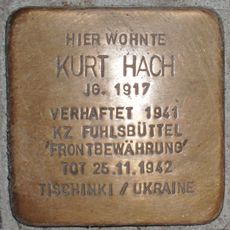 HIER WOHNTE
KURT HACH
JG. 1917
VERHAFTET 1941
KZ FUHLSBÜTTEL
'FRONTBEWÄHRUNG'
TOT 25.11.1942
TISCHINKI / UKRAINE